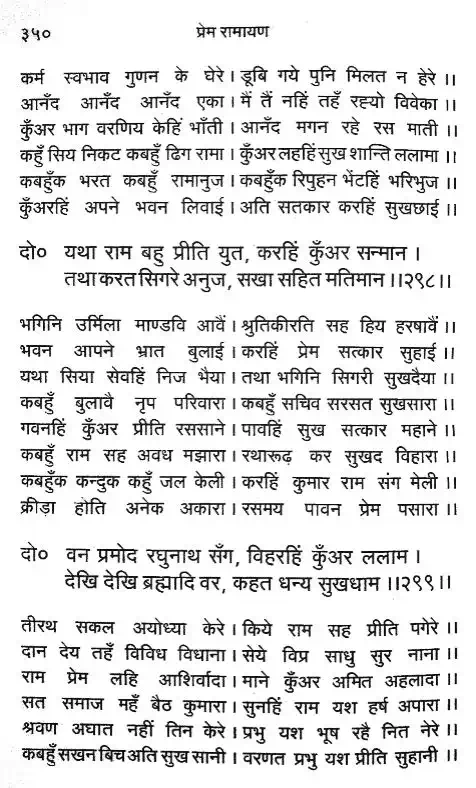 ३५० प्रेम रामायण
कर्म स्वभाव गुणन के घेरे। डूबि गये पुनि मिलत न हेरे ।।
आनँद आनँद आनँद एका। मैं तैं नहिं तहँ रह्यो विवेका ।।
कुँअर भाग वरणिय केहिं भाँती। आनँद मगन रहे रस माती ।।
कहुँ सिय निकट कबहुँ ढिग रामा। कुँअर लहहिं सुख शान्ति ललामा ।।
कबहुँक भरत कबहुँ रामानुज। कबहुँक रिपुहन भेंटहिं भरिभुज ।।
कुँअरहिं अपने भवन लिवाई। अति सतकार करहिं सुखछाई ।।
दो० यथा राम बहु प्रीति युत, करहिं कुँअर सन्मान ।
तथा करत सिगरे अनुज, सखा सहित मतिमान ।।२९८।।
भगिनि उर्मिला माण्डवि आवैं। श्रुतिकीरति सह हिय हरषावैं ।।
भवन आपने भ्रात बुलाई। करहिं प्रेम सत्कार सुहाई ।।
यथा सिया सेवहिं निज भैया। तथा भगिनि सिगरी सुखदैया ।।
कबहुँ बुलावै नृप परिवारा। कबहुँ सचिव सरसत सुखसारा ।।
गवनहिं कुँअर प्रीति रससाने। पावहिं सुख सत्कार महाने ।।
कबहुँ राम सह अवध मझारा। रथारूढ़ कर सुखद विहारा ।।
कबहुँक कन्दुक कहुँ जल केली। करहिं कुमार राम संग मेली ।।
क्रीड़ा होति अनेक अकारा। रसमय पावन प्रेम पसारा ।।
दो० वन प्रमोद रघुनाथ सँग, विहरहिं कुँअर ललाम ।
देखि देखि ब्रह्मादि वर, कहत धन्य सुखधाम ।।२९९।।
तीरथ सकल अयोध्या केरे। किये राम सह प्रीति पगेरे ।।
दान देय तहँ विविध विधाना। सेये विप्र साधु सुर नाना ।।
राम प्रेम लहि आशिर्वादा। माने कुँअर अमित अहलादा ।।
सत समाज महँ बैठ कुमारा। सुनहिं राम यश हर्ष अपारा ।।
श्रवण अघात नहीं तिन केरे। प्रभु यश भूष रहै नित नेरे ।।
कबहुँ सखन बिच अति सुख सानी। वरणत प्रभु यश प्रीति सुहानी ।।